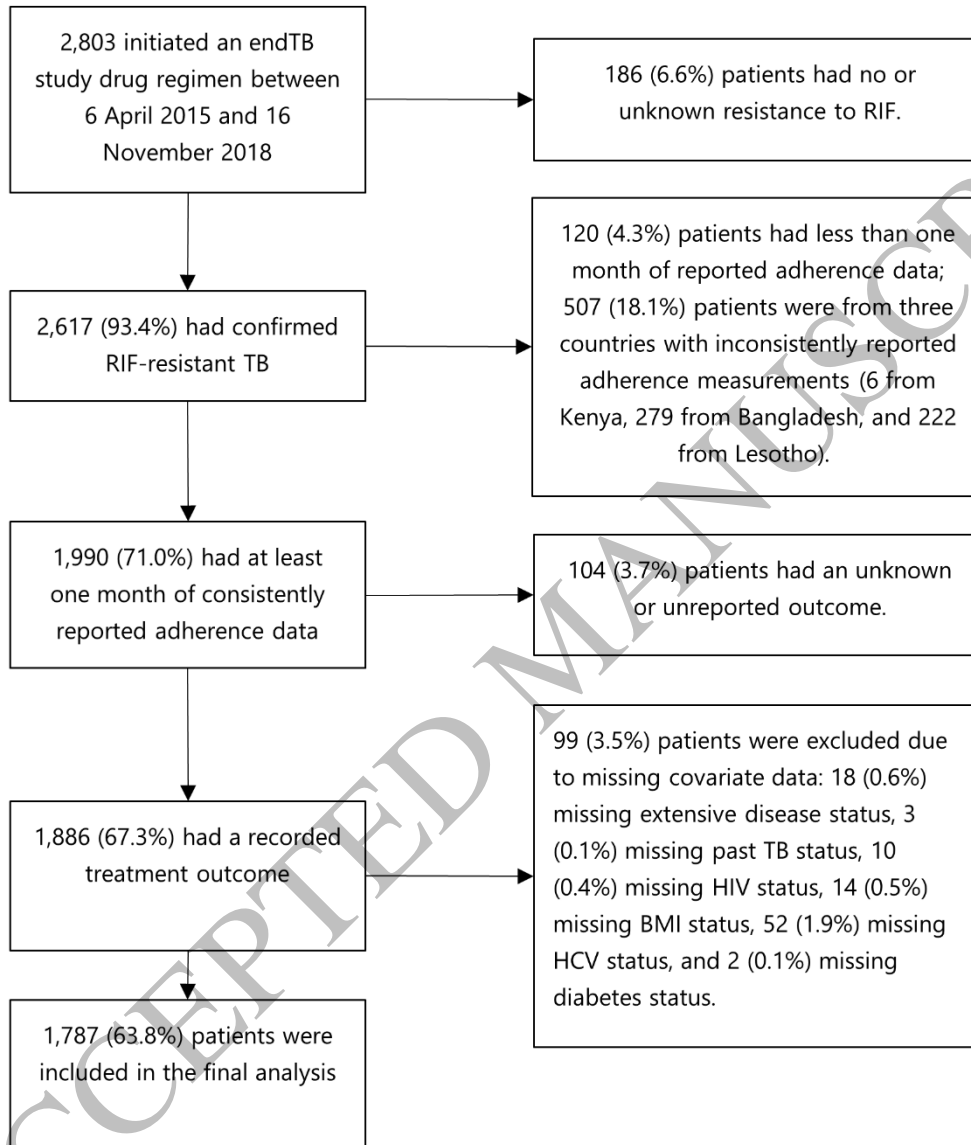 2,803 initiated an endTB
study drug regimen between
6 April 2015 and 16
November 2018
186 (6.6%) patients had no or
unknown resistance to RIF.
2,617 (93.4%) had confirmed
RIF-resistant TB
120 (4.3%) patients had less than one
month of reported adherence data;
507 (18.1%) patients were from three
countries with inconsistently reported
adherence measurements (6 from
Kenya, 279 from Bangladesh, and 222
from Lesotho).
1,990 (71.0%) had at least
one month of consistently
reported adherence data
104 (3.7%) patients had an unknown
or unreported outcome.
1,886 (67.3%) had a recorded
treatment outcome
99 (3.5%) patients were excluded due
to missing covariate data: 18 (0.6%)
missing extensive disease status, 3
(0.1%) missing past TB status, 10
(0.4%) missing HIV status, 14 (0.5%)
missing BMI status, 52 (1.9%) missing
HCV status, and 2 (0.1%) missing
diabetes status.
1,787 (63.8%) patients were
included in the final analysis
CCEPTED MANUSCR